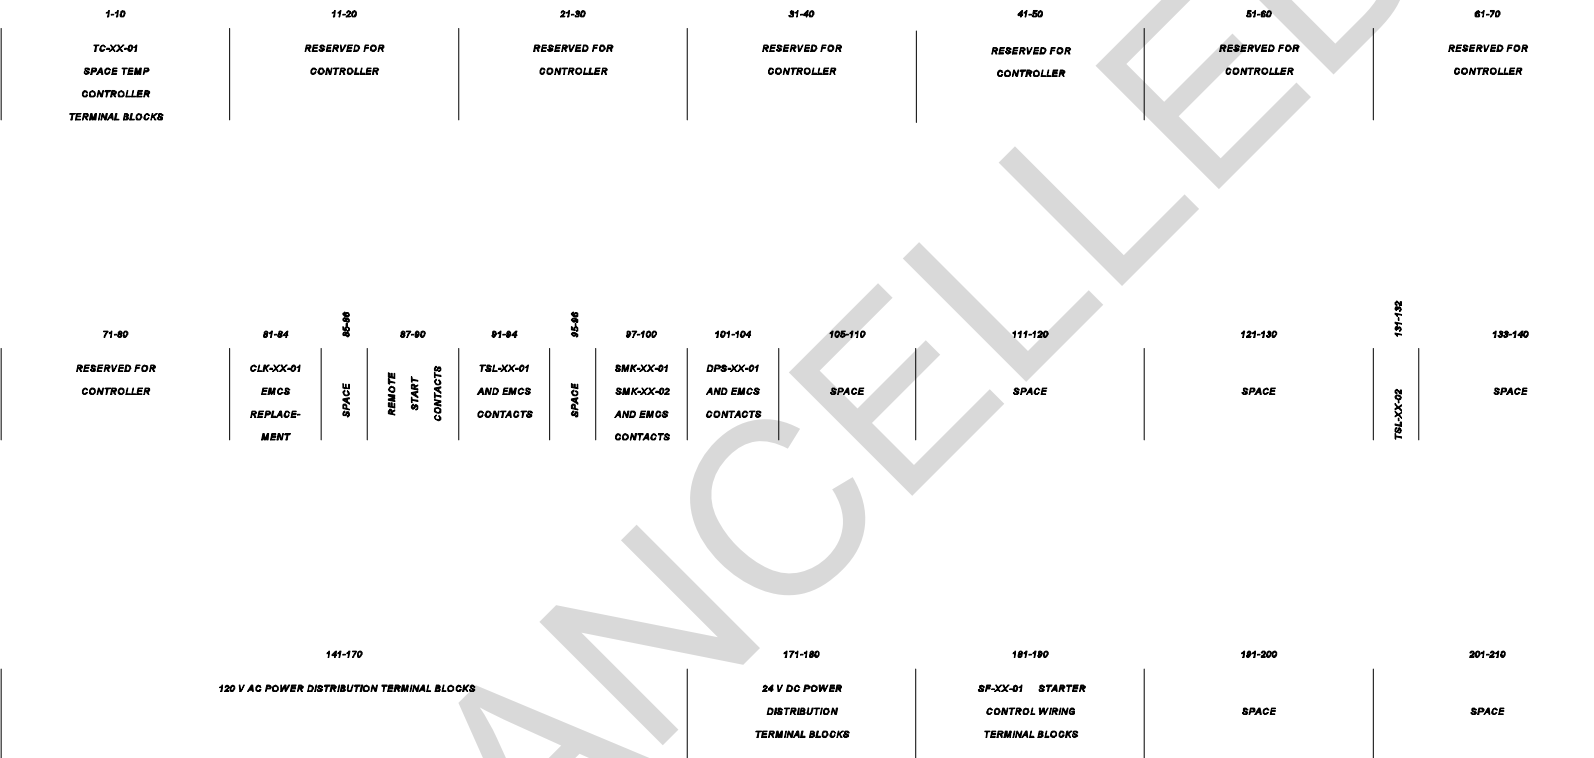 1-10 11-20 21-30 31-40 41-50 51-60 61-70
TC-XX-01
SPACE TEMP
CONTROLLER
TERMINAL BLOCKS
RESERVED FOR
CONTROLLER
RESERVED FOR
CONTROLLER
RESERVED FOR
CONTROLLER
RESERVED FOR
CONTROLLER
RESERVED FOR
CONTROLLER
RESERVED FOR
CONTROLLER
71-80 81-84 85-86 87-90 91-94 95-96 97-100 101-104 105-110 111-120 121-130 131-132 133-140
RESERVED FOR
CONTROLLER
CLK-XX-01
EMCS
REPLACE-
MENT
SPACE
REMOTE
START
CONTACTS
TSL-XX-01
AND EMCS
CONTACTS
SPACE
SMK-XX-01
SMK-XX-02
AND EMCS
CONTACTS
DPS-XX-01
AND EMCS
CONTACTS
SPACE
SPACE
SPACE
TSL-XX-02
SPACE
141-170 171-180 181-190 191-200 201-210
120 V AC POWER DISTRIBUTION TERMINAL BLOCKS
24 V DC POWER
DISTRIBUTION
TERMINAL BLOCKS
SF-XX-01 STARTER
CONTROL WIRING
TERMINAL BLOCKS
SPACE
SPACE
ANCELLED